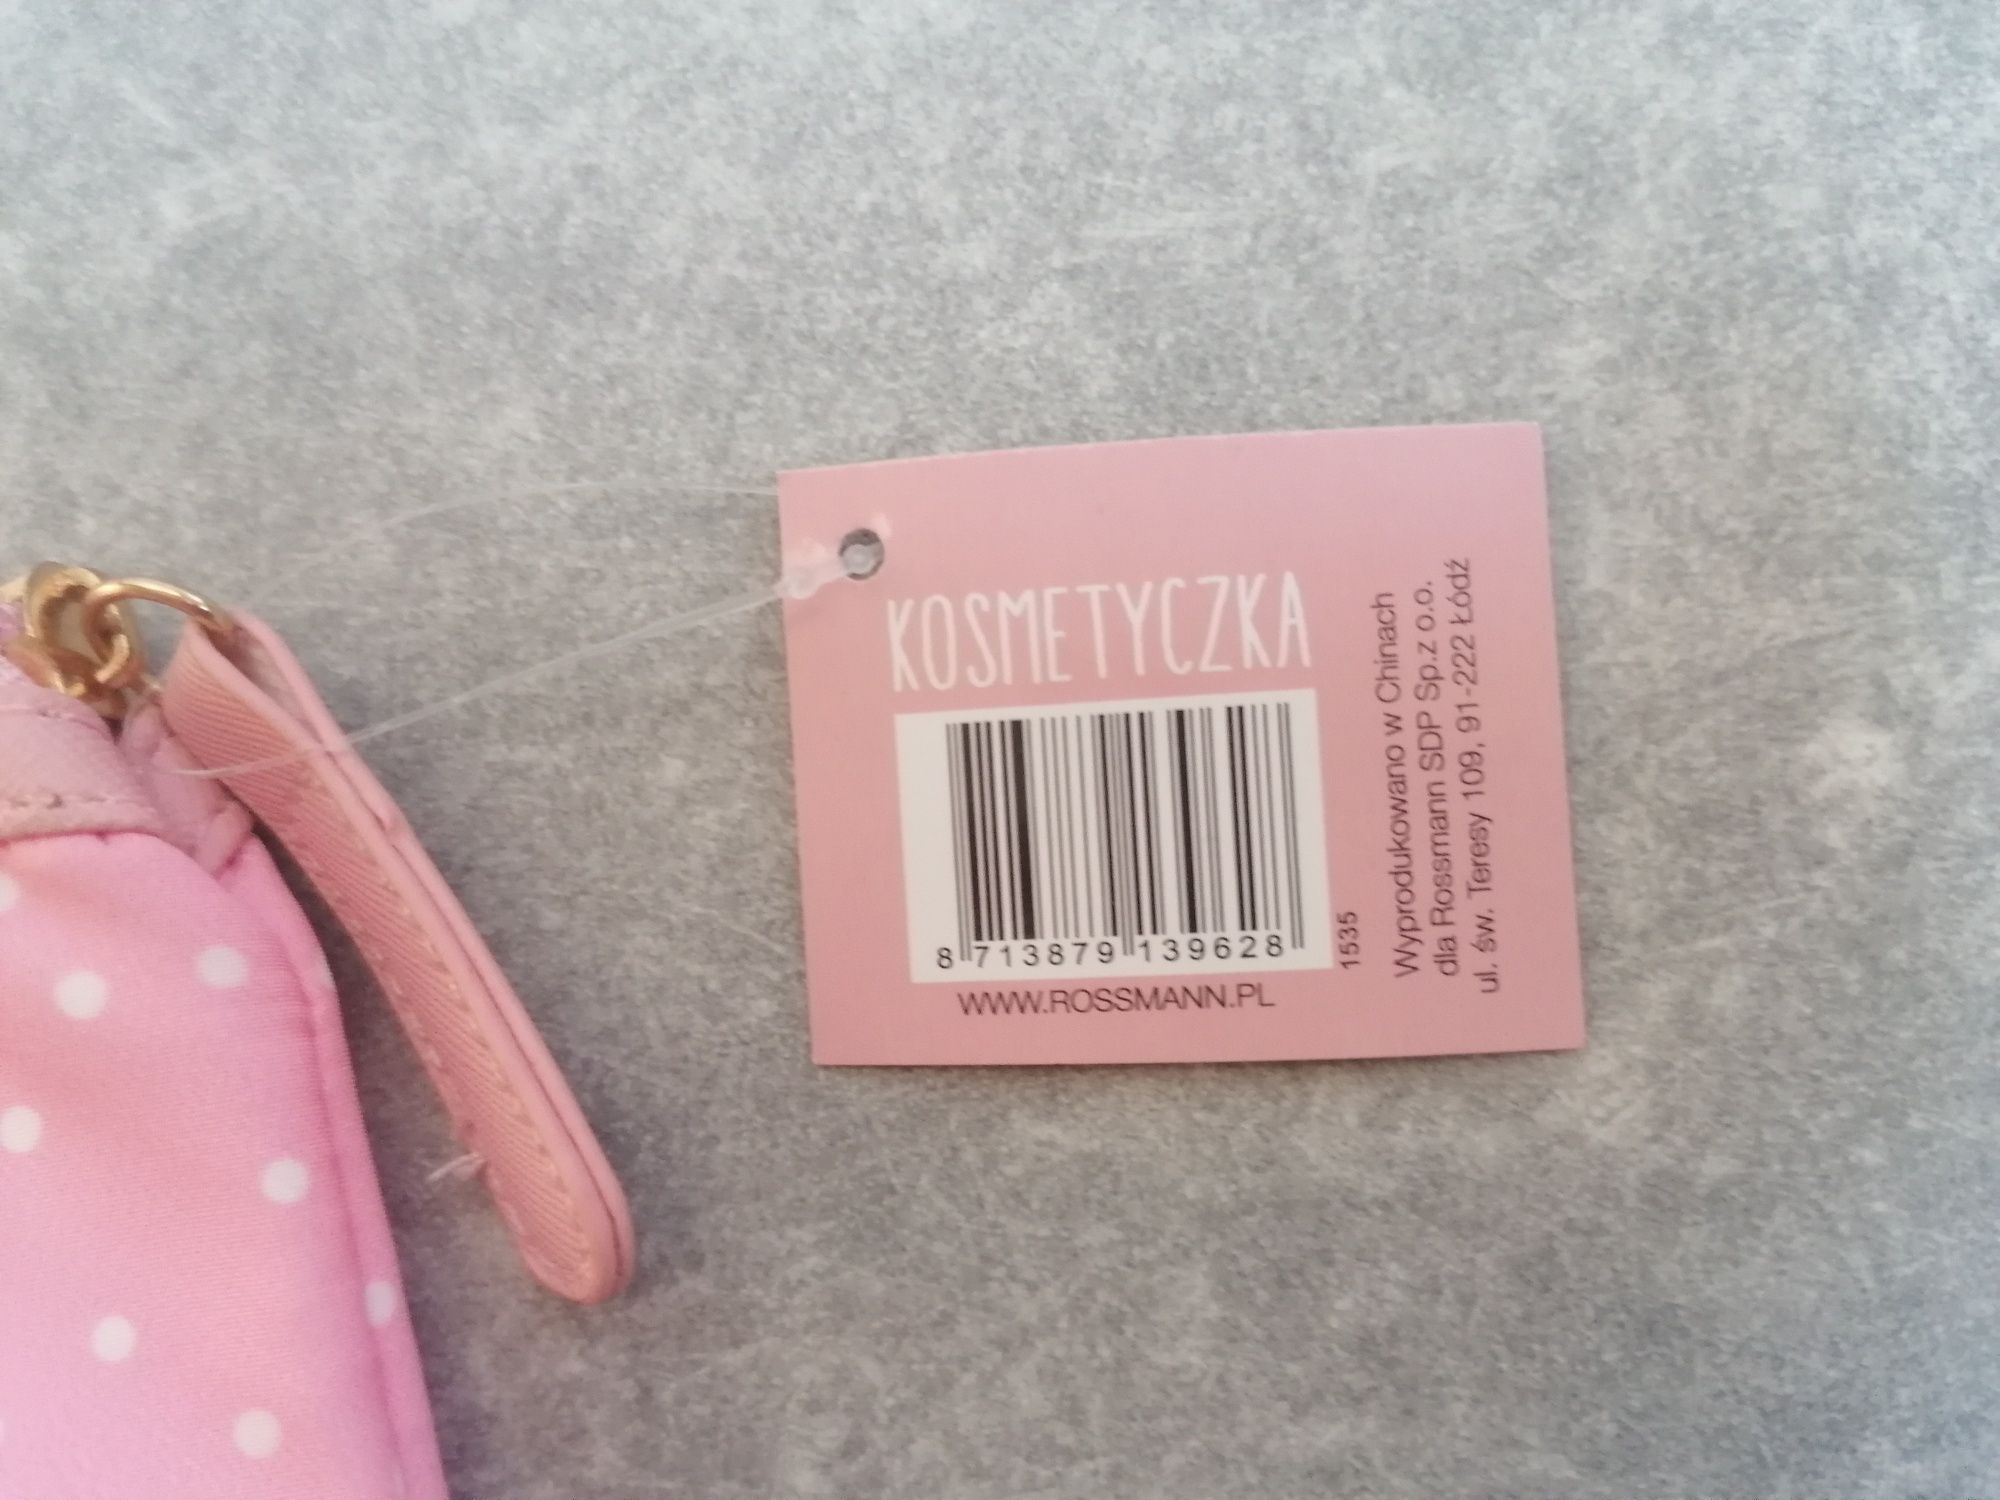 KOSMETYCZKA
8 713879 139628
WWW.ROSSMANN.PL
1535
Wyprodukowano w Chinach
dla Rossmann SDP Sp.z o.o.
ul. św. Teresy 109, 91-222 Łódź